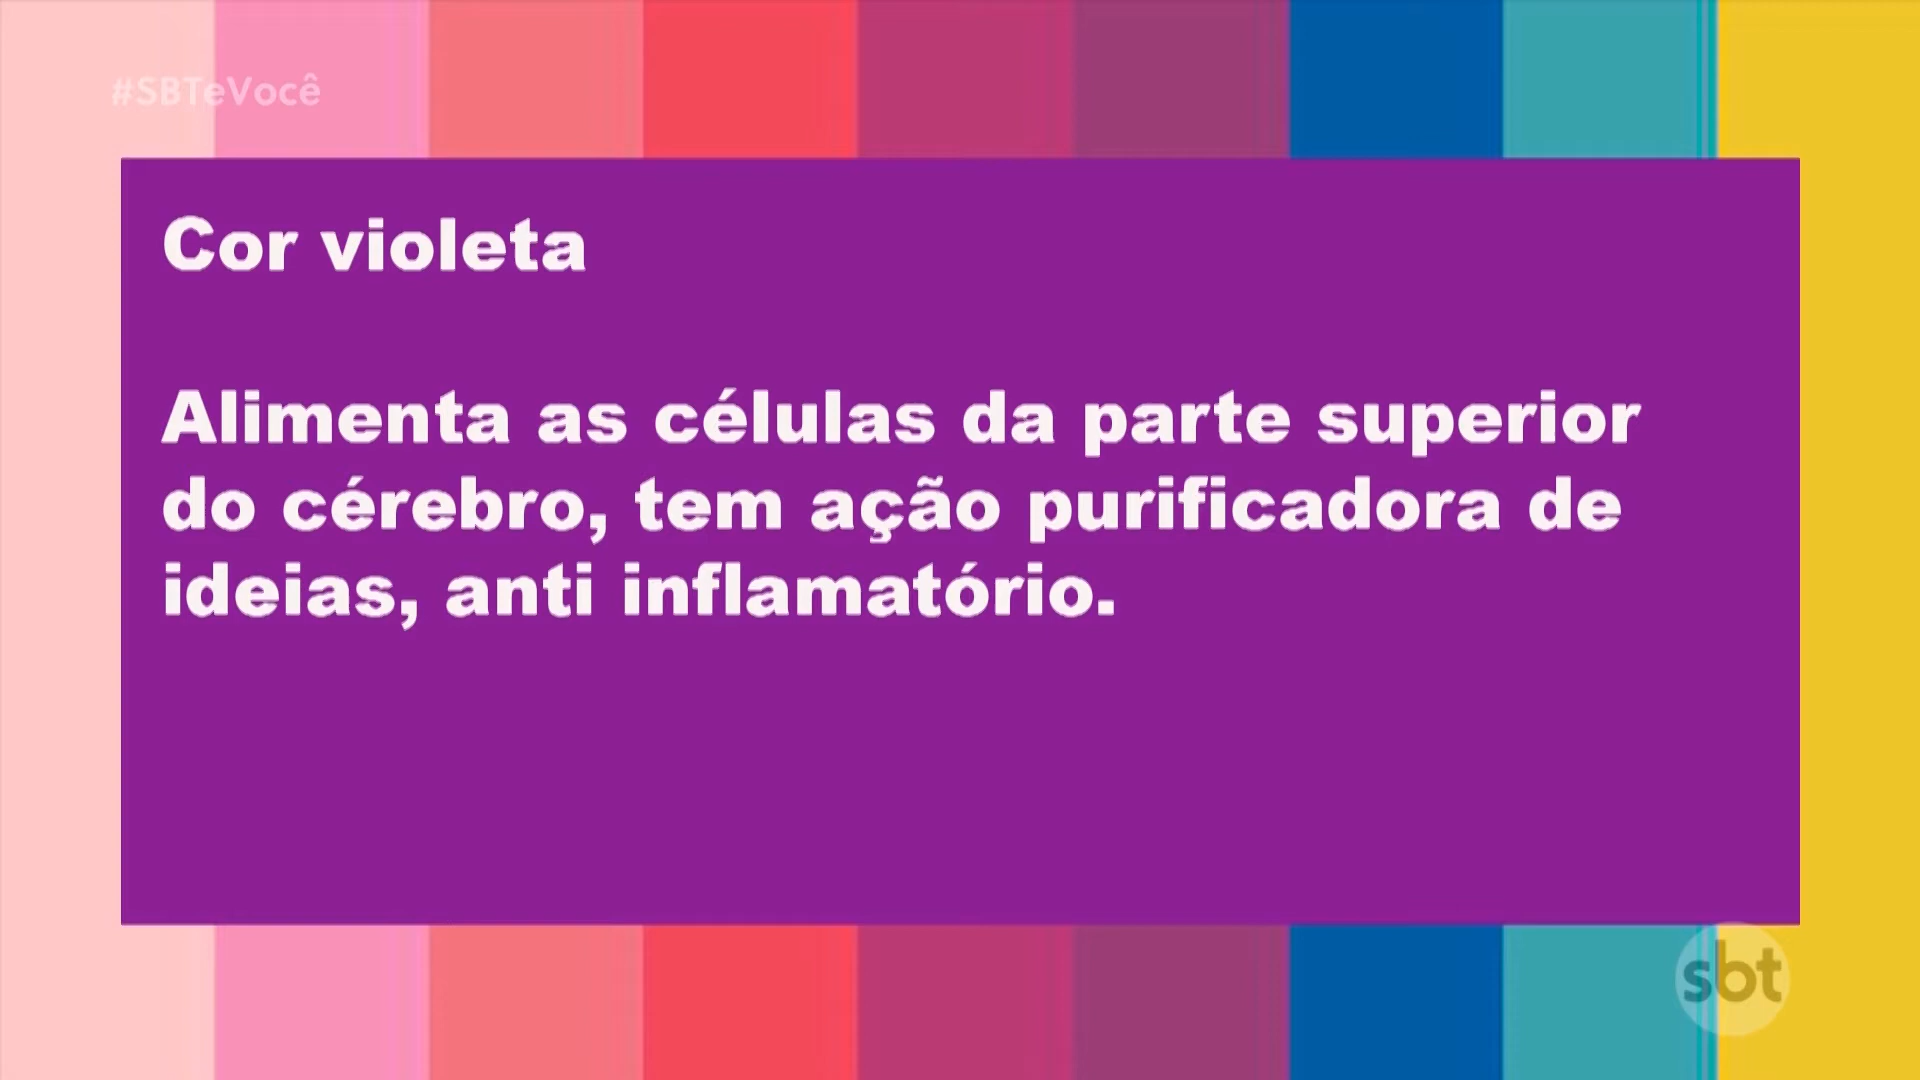 #SBTeVocê
Cor violeta
Alimenta as células da parte superior
do cérebro, tem ação purificadora de
ideias, anti inflamatório.
sbt